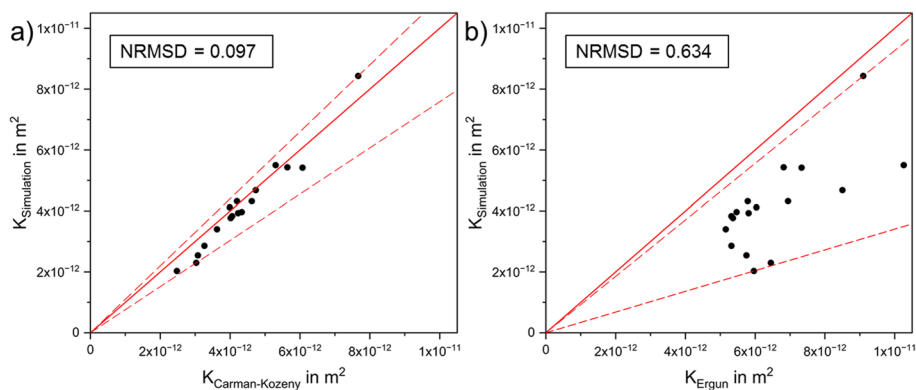 a)
NRMSD = 0.097
1x10⁻¹¹
8x10⁻¹²
6x10⁻¹²
4x10⁻¹²
2x10⁻¹²
0
K_Simulation in m²
0 2x10⁻¹² 4x10⁻¹² 6x10⁻¹² 8x10⁻¹² 1x10⁻¹¹
K_Carman-Kozeny in m²
b)
NRMSD = 0.634
1x10⁻¹¹
8x10⁻¹²
6x10⁻¹²
4x10⁻¹²
2x10⁻¹²
0
K_Simulation in m²
0 2x10⁻¹² 4x10⁻¹² 6x10⁻¹² 8x10⁻¹² 1x10⁻¹¹
K_Ergun in m²